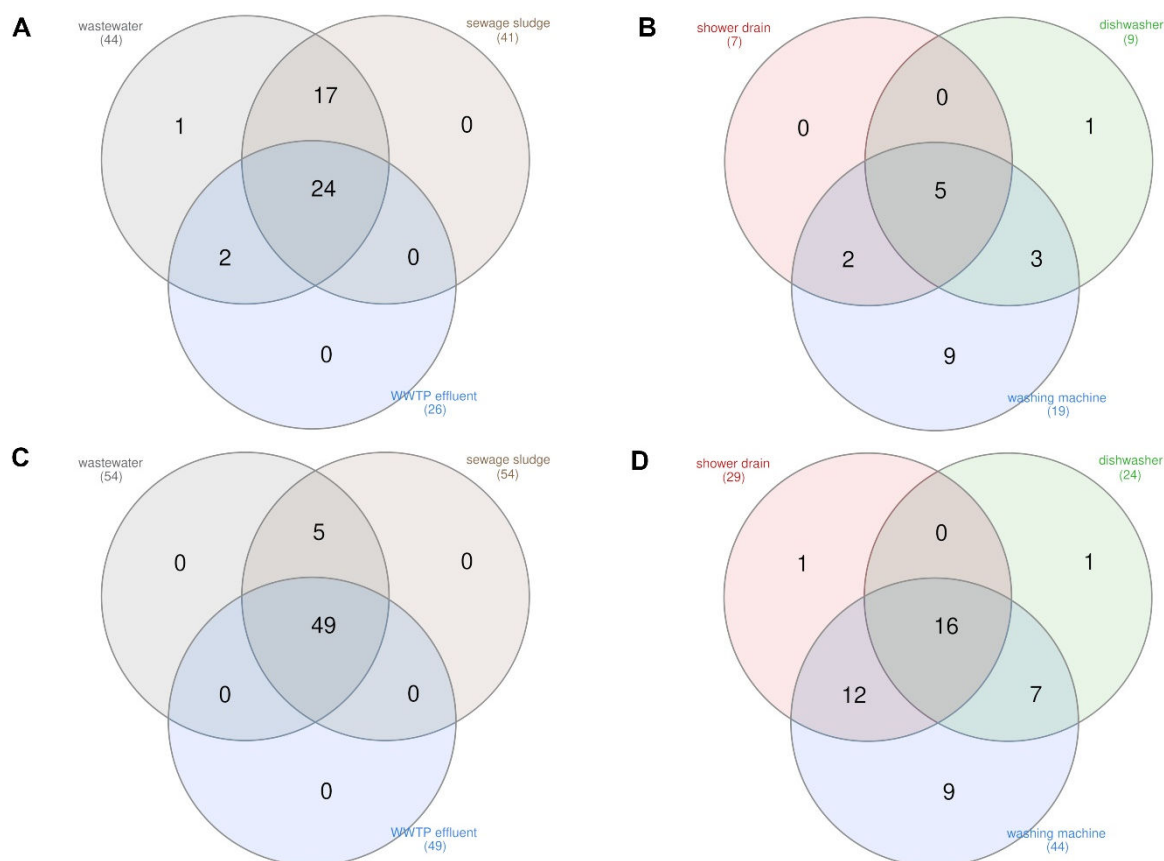 A
wastewater
(44)
sewage sludge
(41)
17
1
0
24
2
0
0
WWTP effluent
(26)
B
shower drain
(7)
dishwasher
(9)
0
0
1
5
2
3
9
washing machine
(19)
C
wastewater
(54)
sewage sludge
(54)
5
0
0
49
0
0
0
WWTP effluent
(49)
D
shower drain
(29)
dishwasher
(24)
0
1
1
16
12
7
9
washing machine
(44)